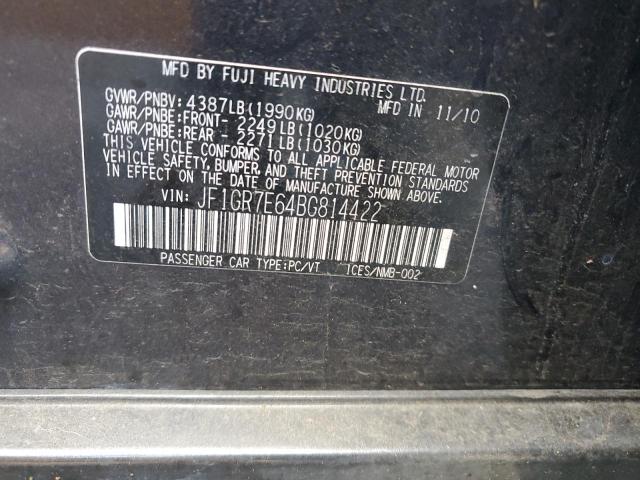 MFD BY FUJI HEAVY INDUSTRIES LTD.
GVWR/PNBV: 4387LB(1990KG) MFD IN 11/10
GAWR/PNBE:FRONT- 2249LB(1020KG)
GAWR/PNBE:REAR - 2271LB(1030KG)
THIS VEHICLE CONFORMS TO ALL APPLICABLE FEDERAL MOTOR
VEHICLE SAFETY, BUMPER, AND THEFT PREVENTION STANDARDS
IN EFFECT ON THE DATE OF MANUFACTURE SHOWN ABOVE.
VIN: JF1GR7E64BG814422
PASSENGER CAR TYPE:PC/VT ICES/NMB-002